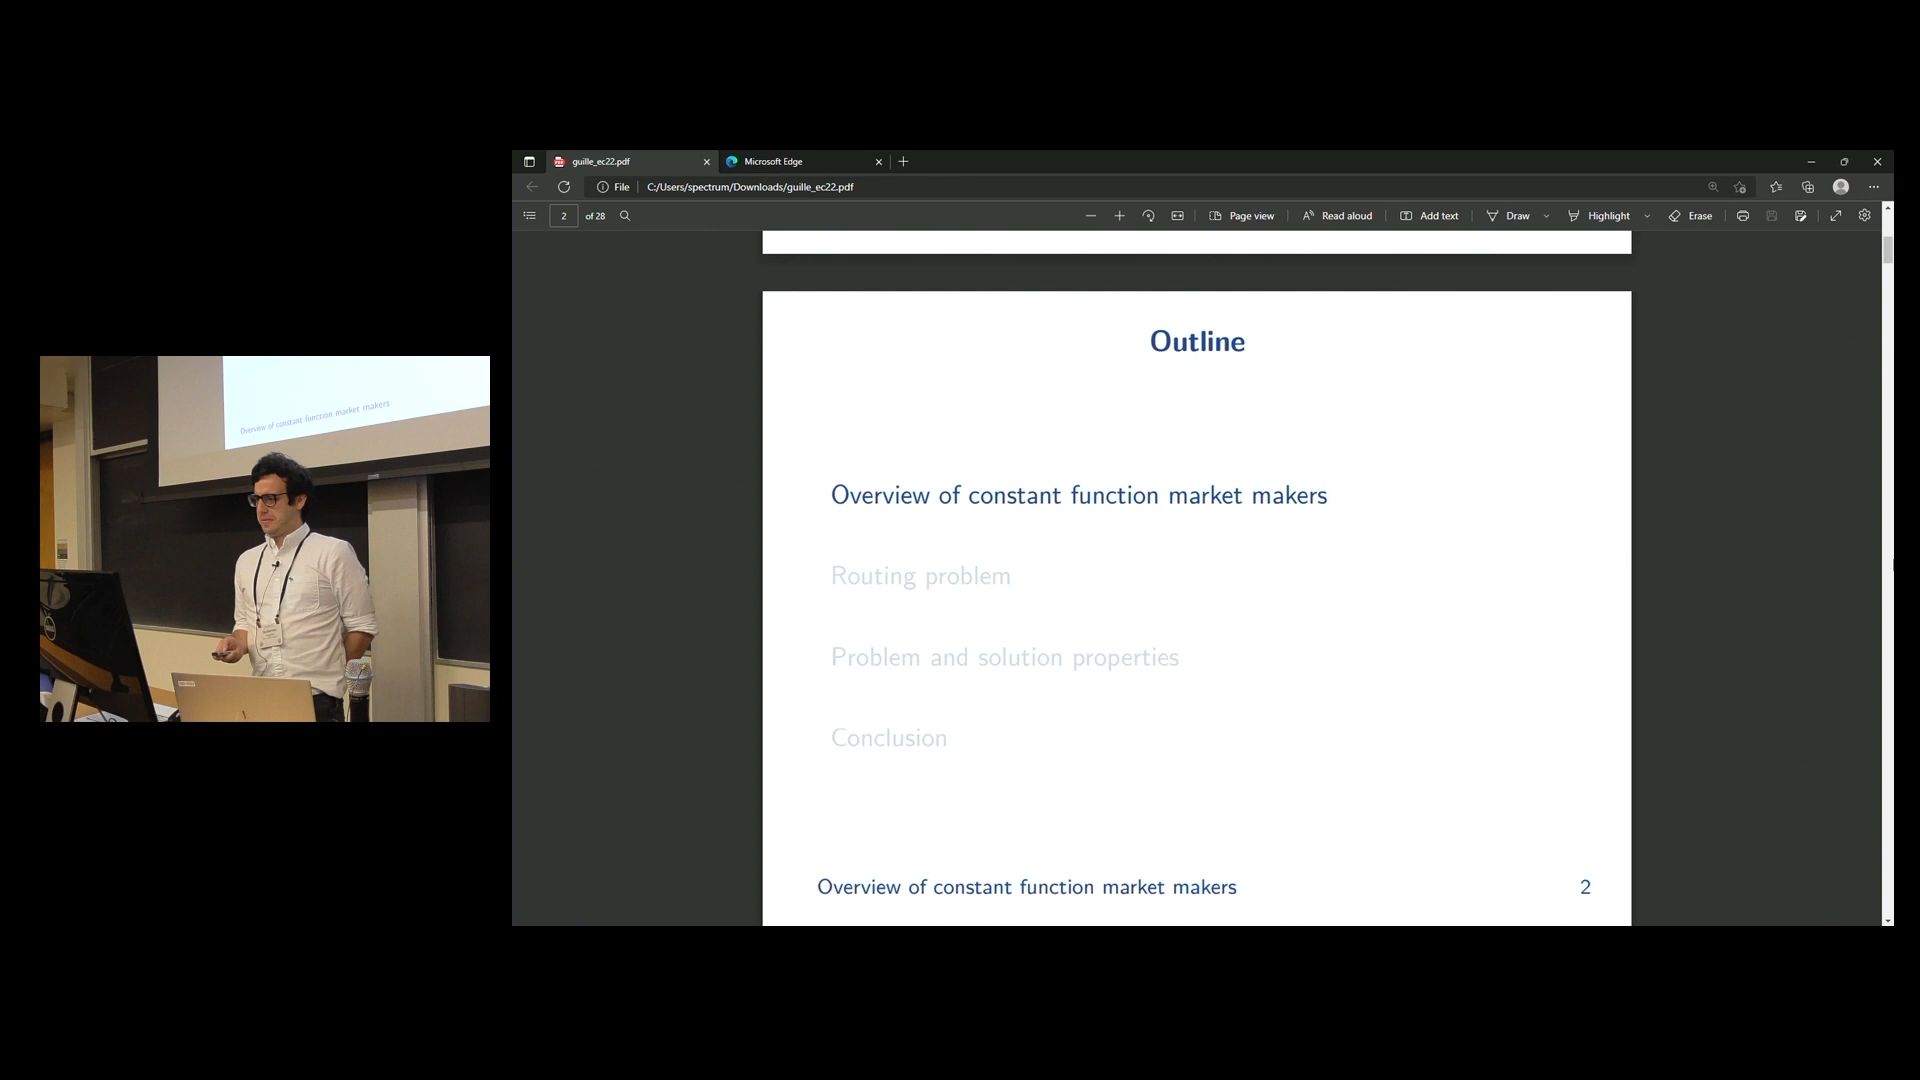 guille_ec22.pdf
Microsoft Edge
File
C:/Users/spectrum/Downloads/guille_ec22.pdf
2 of 28
Page view
Read aloud
Add text
Draw
Highlight
Erase
Outline
Overview of constant function market makers
Routing problem
Problem and solution properties
Conclusion
Overview of constant function market makers
2
Overview of constant function market makers
DELL